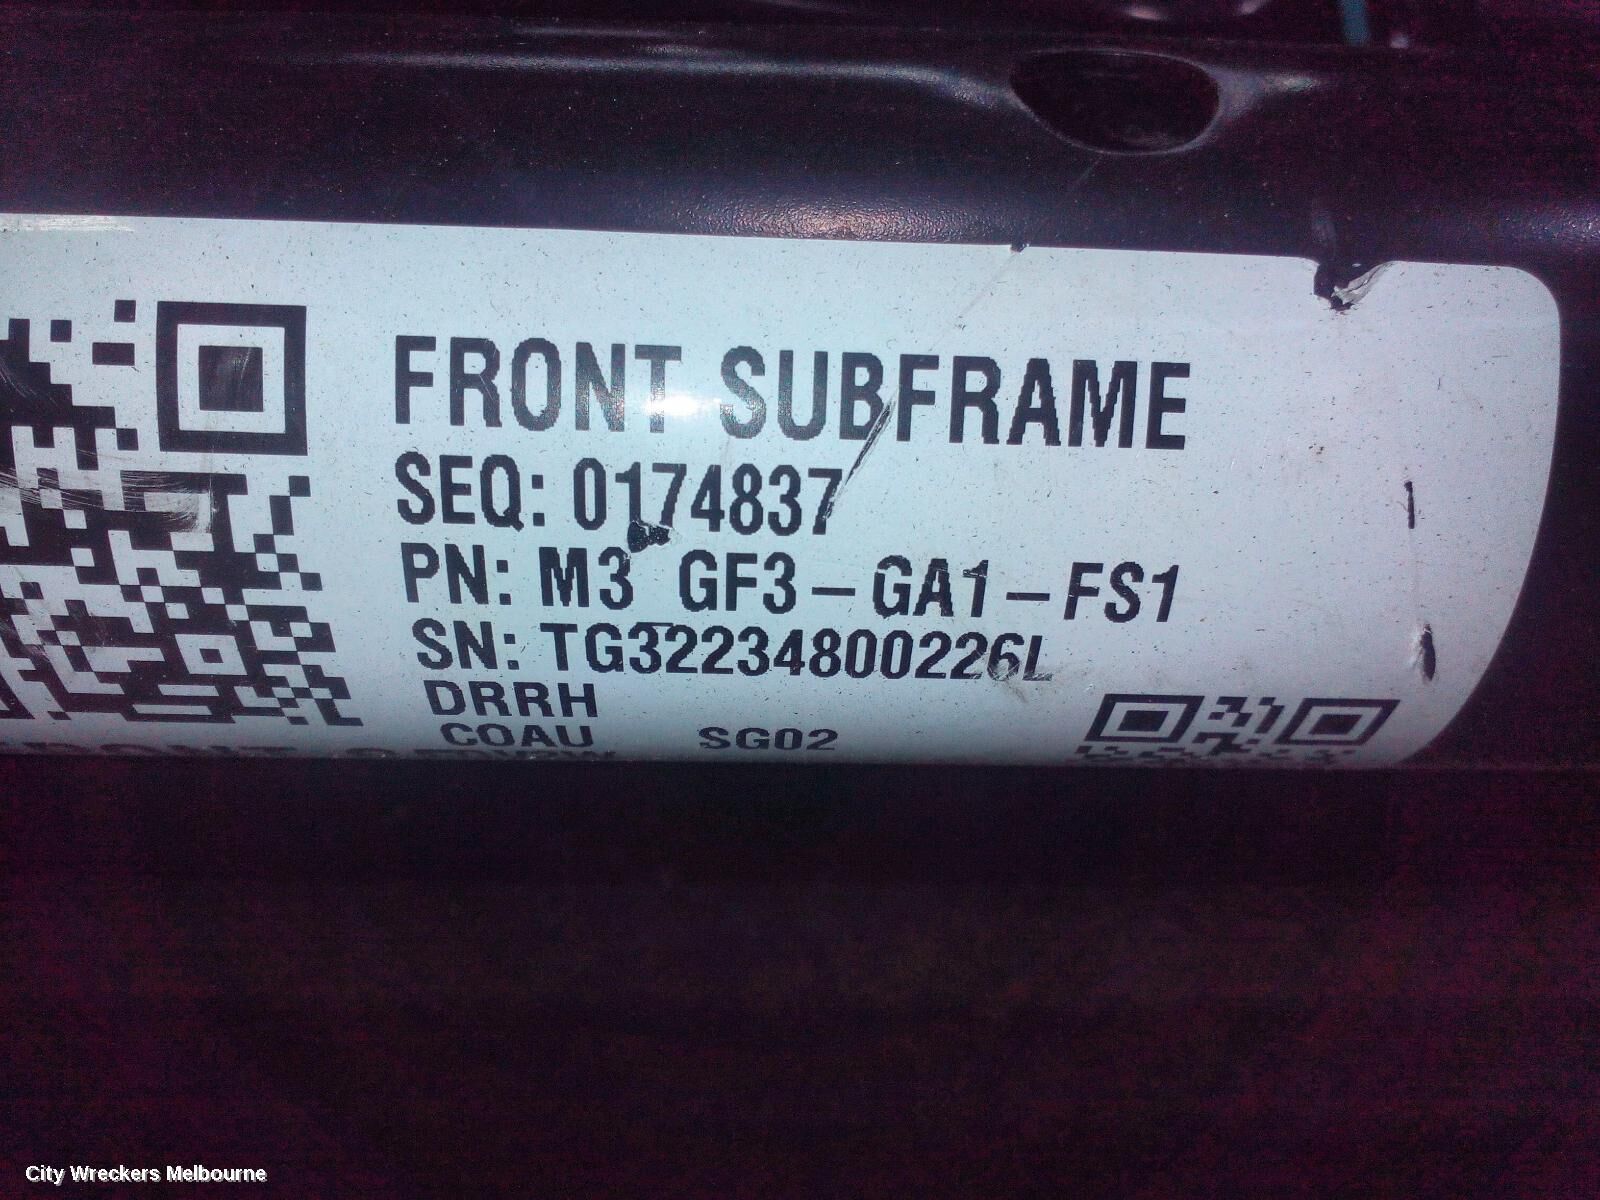 FRONT SUBFRAME
SEQ: 0174837
PN: M3 GF3-GA1-FS1
SN: TG32234800226L
DRRH
COAU SG02
City Wreckers Melbourne